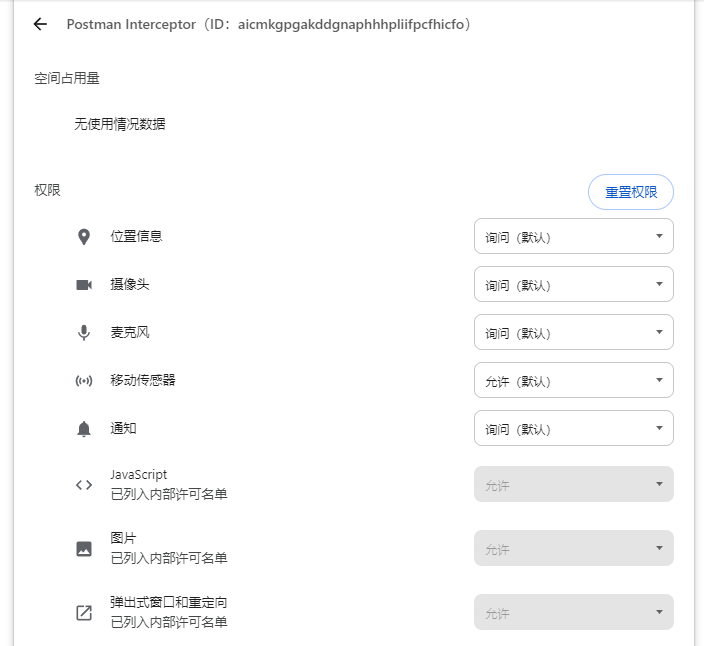 Postman Interceptor（ID：aicmkgpgakddgnaphhhpliifpcfhicfo）
空间占用量
无使用情况数据
权限
重置权限
位置信息
询问（默认）
摄像头
询问（默认）
麦克风
询问（默认）
移动传感器
允许（默认）
通知
询问（默认）
JavaScript
已列入内部许可名单
允许
图片
已列入内部许可名单
允许
弹出式窗口和重定向
已列入内部许可名单
允许